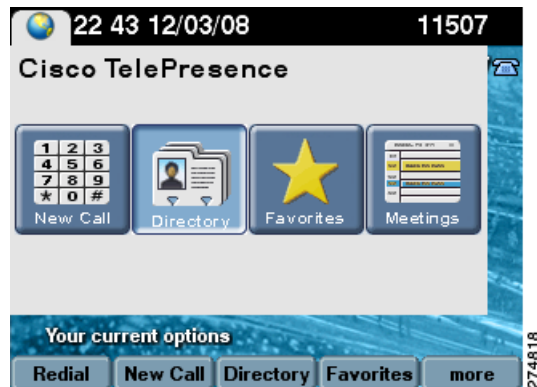 22 43 12/03/08 11507
Cisco TelePresence
1 2 3
4 5 6
7 8 9
* 0 #
New Call Directory Favorites Meetings
Your current options
Redial New Call Directory Favorites more
274818